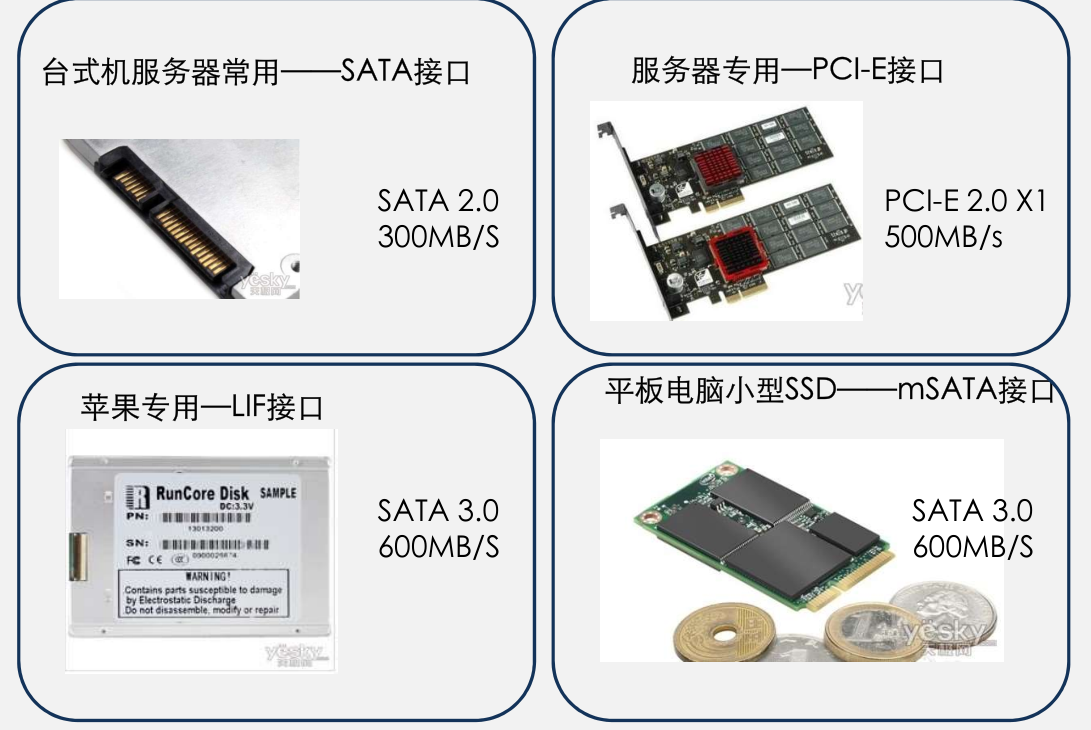 台式机服务器常用——SATA接口
SATA 2.0
300MB/S
yesky
天极网
服务器专用—PCI-E接口
PCI-E 2.0 X1
500MB/s
苹果专用—LIF接口
RunCore Disk SAMPLE
DC:3.3V
PN:
13013200
SN:
FC CE CCC
WARNING!
Contains parts susceptible to damage
by Electrostatic Discharge
Do not disassemble, modify or repair
yesky
天极网
SATA 3.0
600MB/S
平板电脑小型SSD——mSATA接口
SATA 3.0
600MB/S
yesky
天极网